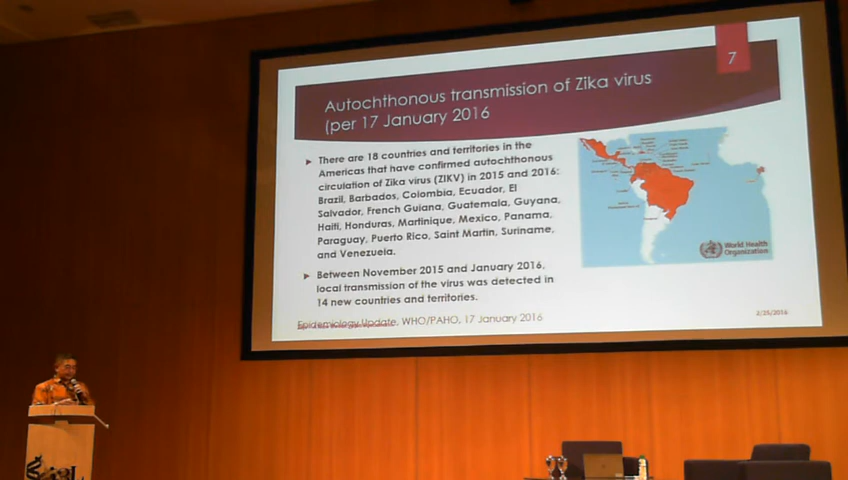 7
Autochthonous transmission of Zika virus
(per 17 January 2016
There are 18 countries and territories in the
Americas that have confirmed autochthonous
circulation of Zika virus (ZIKV) in 2015 and 2016:
Brazil, Barbados, Colombia, Ecuador, El
Salvador, French Guiana, Guatemala, Guyana,
Haiti, Honduras, Martinique, Mexico, Panama,
Paraguay, Puerto Rico, Saint Martin, Suriname,
and Venezuela.
Between November 2015 and January 2016,
local transmission of the virus was detected in
14 new countries and territories.
Epidemiology Update, WHO/PAHO, 17 January 2016
World Health
Organization
2/25/2016